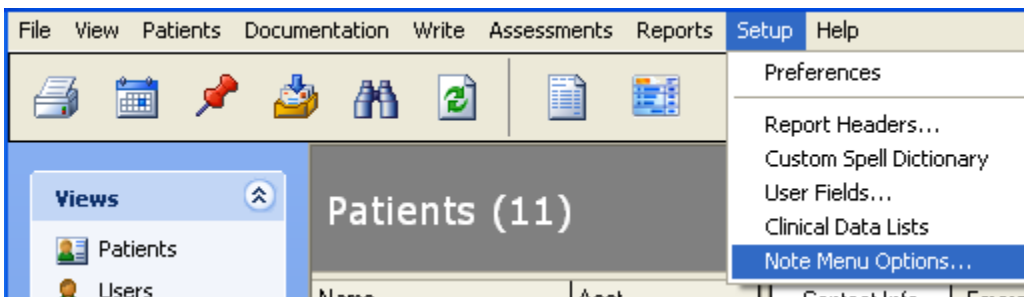 File View Patients Documentation Write Assessments Reports Setup Help
Preferences
Report Headers...
Custom Spell Dictionary
User Fields...
Clinical Data Lists
Note Menu Options...
Views
Patients
Users
Patients (11)
Name Acct
Contact Info